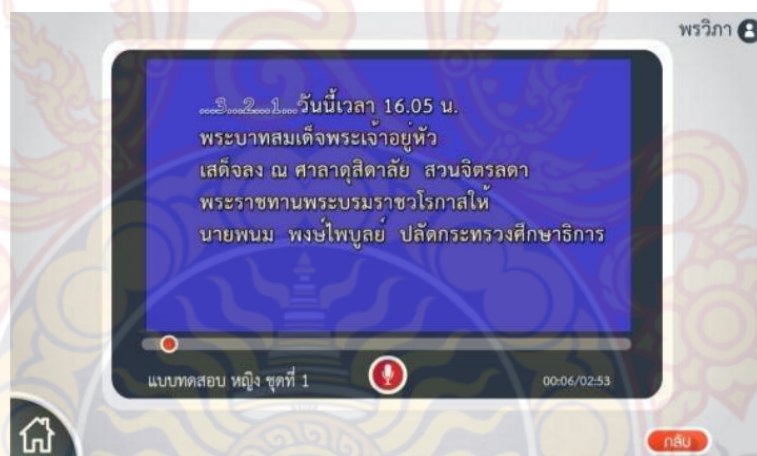 พรวิภา
....3....2....1....วันนี้เวลา 16.05 น.
พระบาทสมเด็จพระเจ้าอยู่หัว
เสด็จลง ณ ศาลาดุสิดาลัย สวนจิตรลดา
พระราชทานพระบรมราชวโรกาสให้
นายพนม พงษ์ไพบูลย์ ปลัดกระทรวงศึกษาธิการ
แบบทดสอบ หญิง ชุดที่ 1
00:06/02:53
กลับ